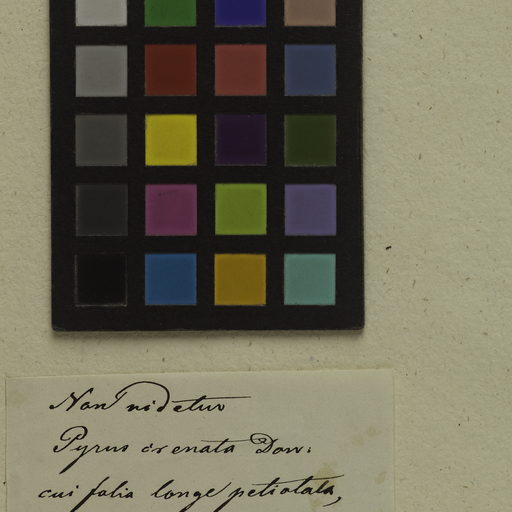 Non videtur
Pyrus crenata Don:
cui folia longe petiolata,